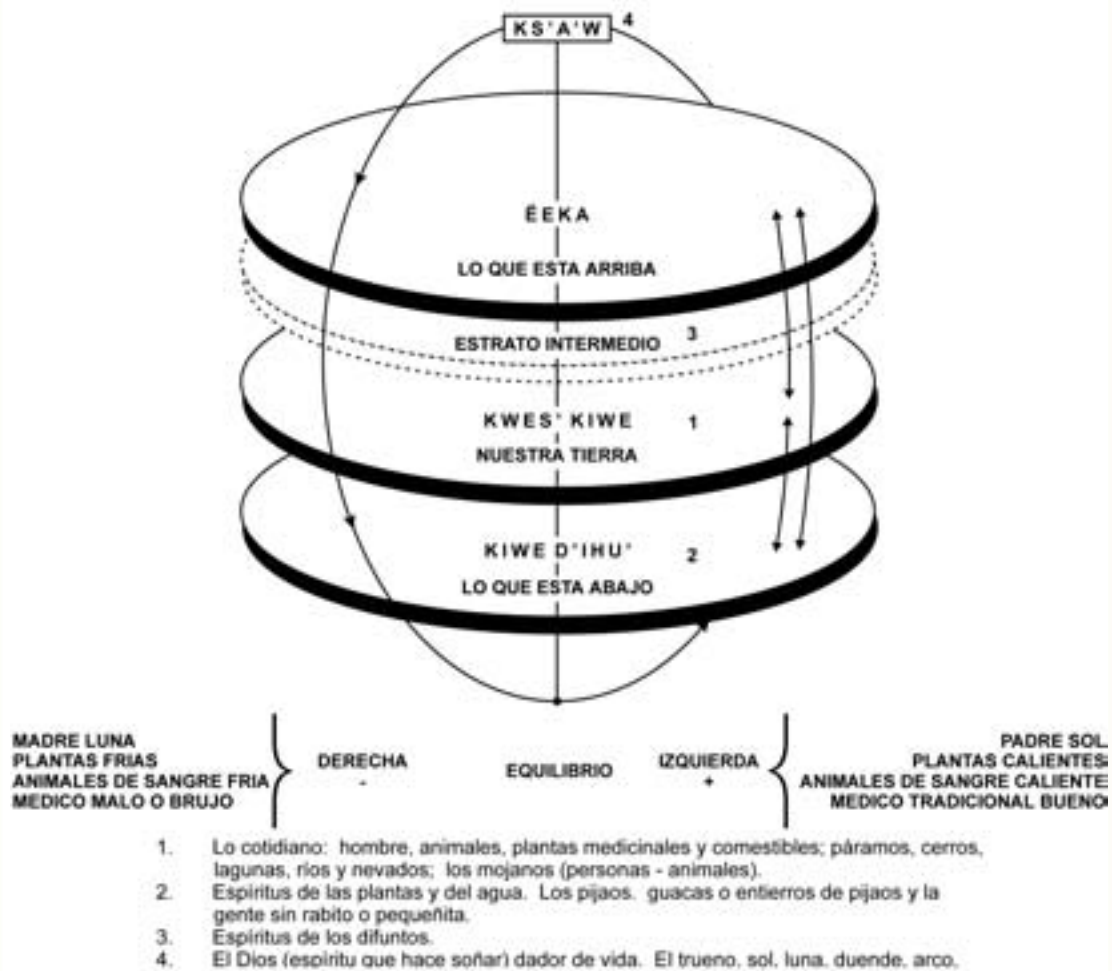 KS'A'W 4
ËEKA
LO QUE ESTA ARRIBA
ESTRATO INTERMEDIO 3
KWES' KIWE 1
NUESTRA TIERRA
KIWE D'IHU' 2
LO QUE ESTA ABAJO
MADRE LUNA
PLANTAS FRIAS
ANIMALES DE SANGRE FRIA
MEDICO MALO O BRUJO
DERECHA
-
EQUILIBRIO
IZQUIERDA
+
PADRE SOL
PLANTAS CALIENTES
ANIMALES DE SANGRE CALIENTE
MEDICO TRADICIONAL BUENO
1. Lo cotidiano: hombre, animales, plantas medicinales y comestibles; páramos, cerros,
lagunas, ríos y nevados; los mojanos (personas - animales).
2. Espíritus de las plantas y del agua. Los pijaos. guacas o entierros de pijaos y la
gente sin rabito o pequeñita.
3. Espíritus de los difuntos.
4. El Dios (espíritu que hace soñar) dador de vida. El trueno, sol, luna, duende, arco,